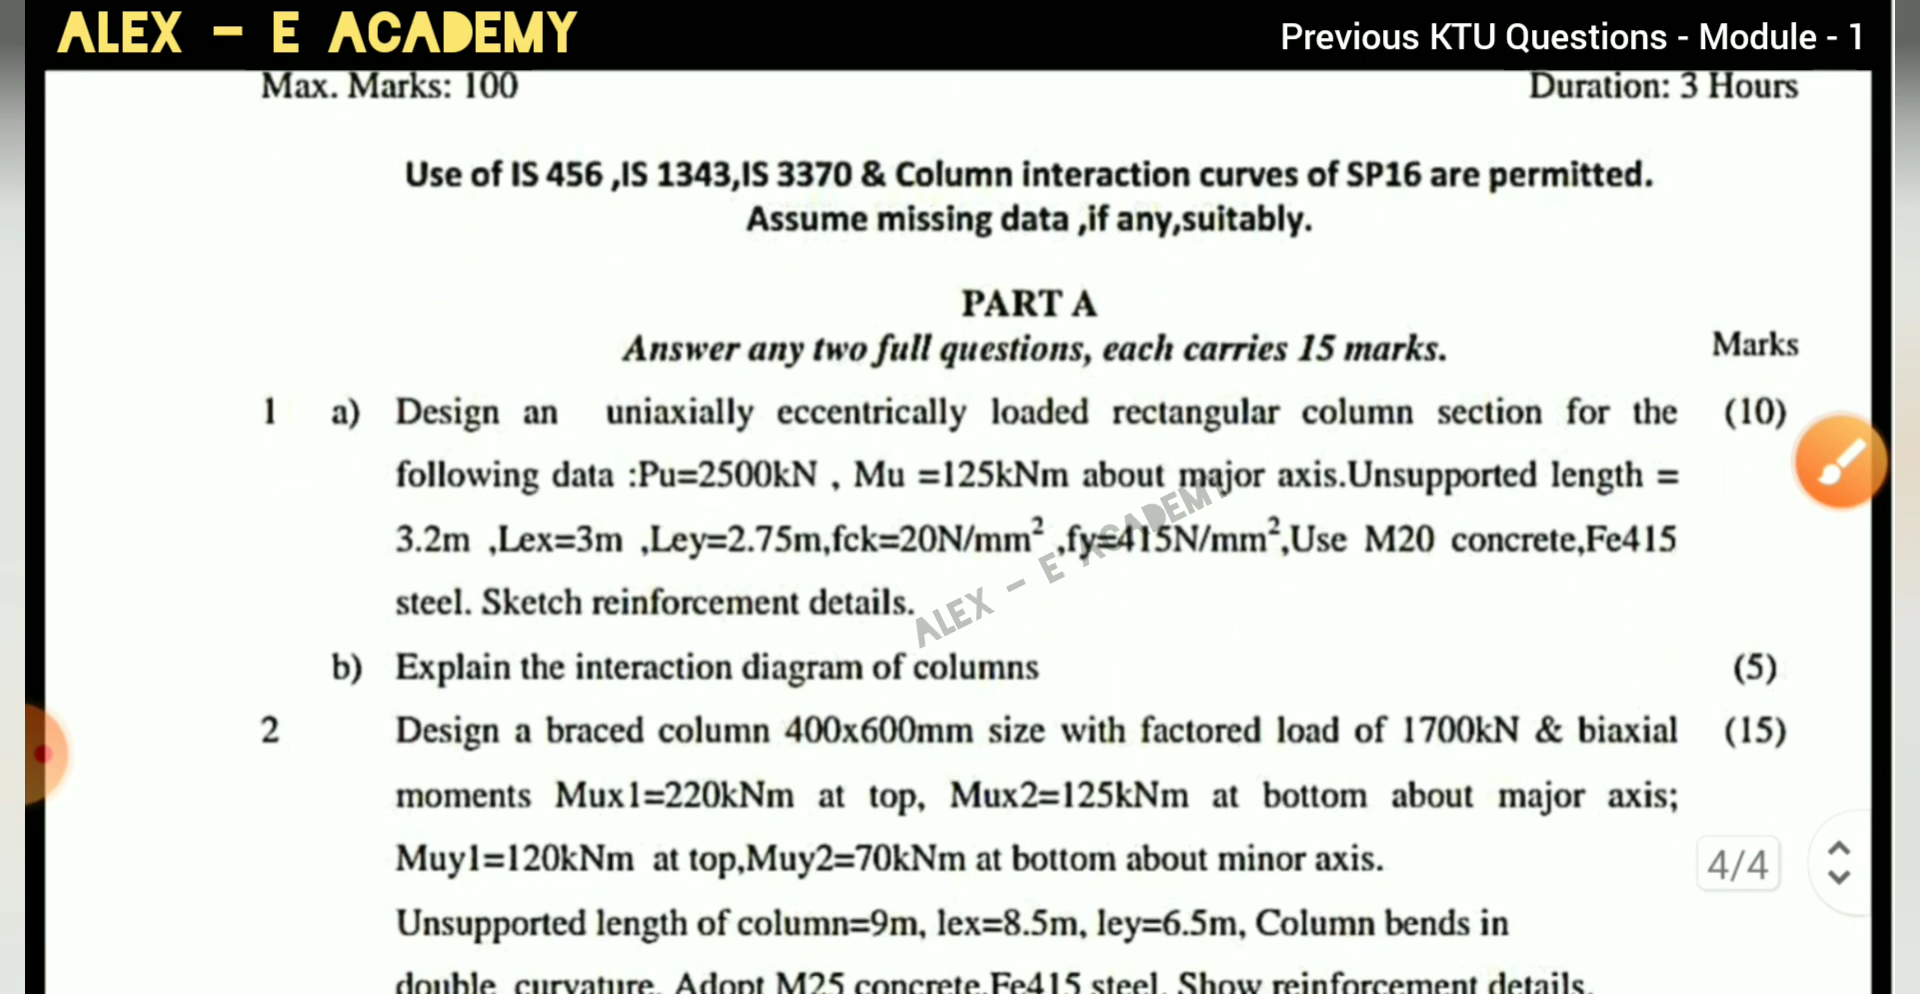 ALEX - E ACADEMY
Previous KTU Questions - Module - 1
Max. Marks: 100 Duration: 3 Hours
Use of IS 456 ,IS 1343,IS 3370 & Column interaction curves of SP16 are permitted.
Assume missing data ,if any,suitably.
PART A
Answer any two full questions, each carries 15 marks. Marks
1 a) Design an uniaxially eccentrically loaded rectangular column section for the (10)
following data :Pu=2500kN , Mu =125kNm about major axis.Unsupported length =
3.2m ,Lex=3m ,Ley=2.75m,fck=20N/mm² ,fy=415N/mm²,Use M20 concrete,Fe415
steel. Sketch reinforcement details.
ALEX - E ACADEMY
b) Explain the interaction diagram of columns (5)
2 Design a braced column 400x600mm size with factored load of 1700kN & biaxial (15)
moments Mux1=220kNm at top, Mux2=125kNm at bottom about major axis;
Muy1=120kNm at top,Muy2=70kNm at bottom about minor axis.
4/4
Unsupported length of column=9m, lex=8.5m, ley=6.5m, Column bends in
double curvature. Adopt M25 concrete,Fe415 steel. Show reinforcement details.